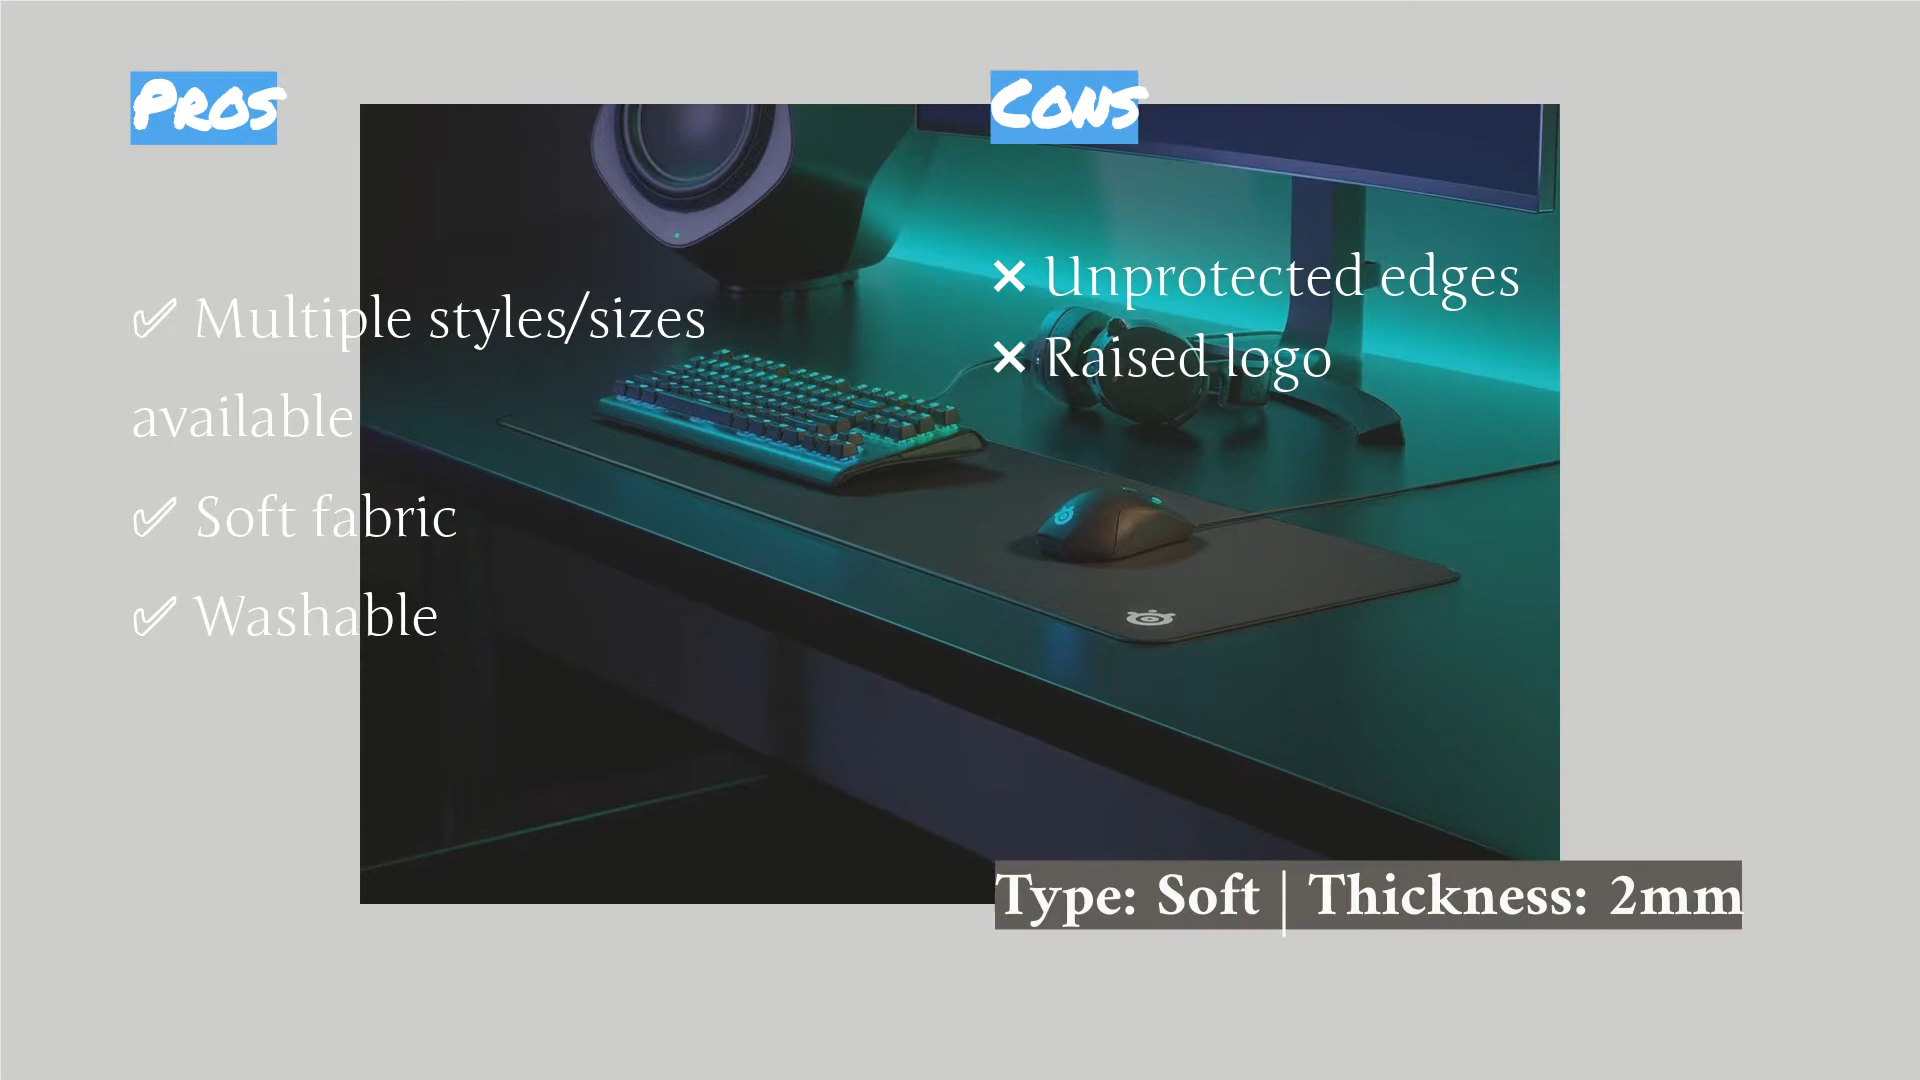 Pros
✔ Multiple styles/sizes
available
✔ Soft fabric
✔ Washable
Cons
❌ Unprotected edges
❌ Raised logo
Type: Soft | Thickness: 2mm